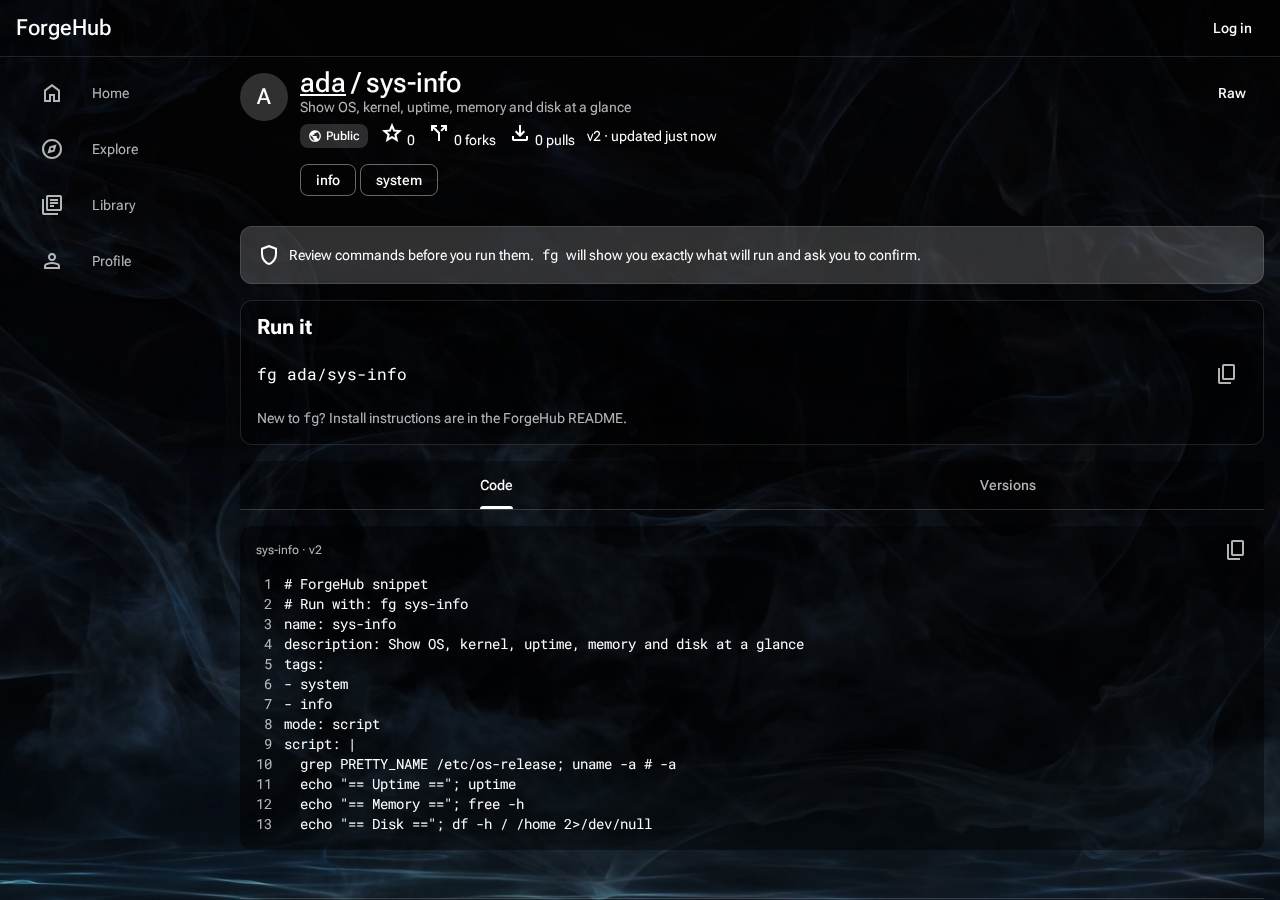 ForgeHub
Log in
Home
Explore
Library
Profile
A
ada / sys-info
Show OS, kernel, uptime, memory and disk at a glance
Raw
Public 0 0 forks 0 pulls v2 · updated just now
info system
Review commands before you run them. fg will show you exactly what will run and ask you to confirm.
Run it
fg ada/sys-info
New to fg? Install instructions are in the ForgeHub README.
Code Versions
sys-info · v2
1 # ForgeHub snippet
2 # Run with: fg sys-info
3 name: sys-info
4 description: Show OS, kernel, uptime, memory and disk at a glance
5 tags:
6 - system
7 - info
8 mode: script
9 script: |
10   grep PRETTY_NAME /etc/os-release; uname -a # -a
11   echo "== Uptime =="; uptime
12   echo "== Memory =="; free -h
13   echo "== Disk =="; df -h / /home 2>/dev/null